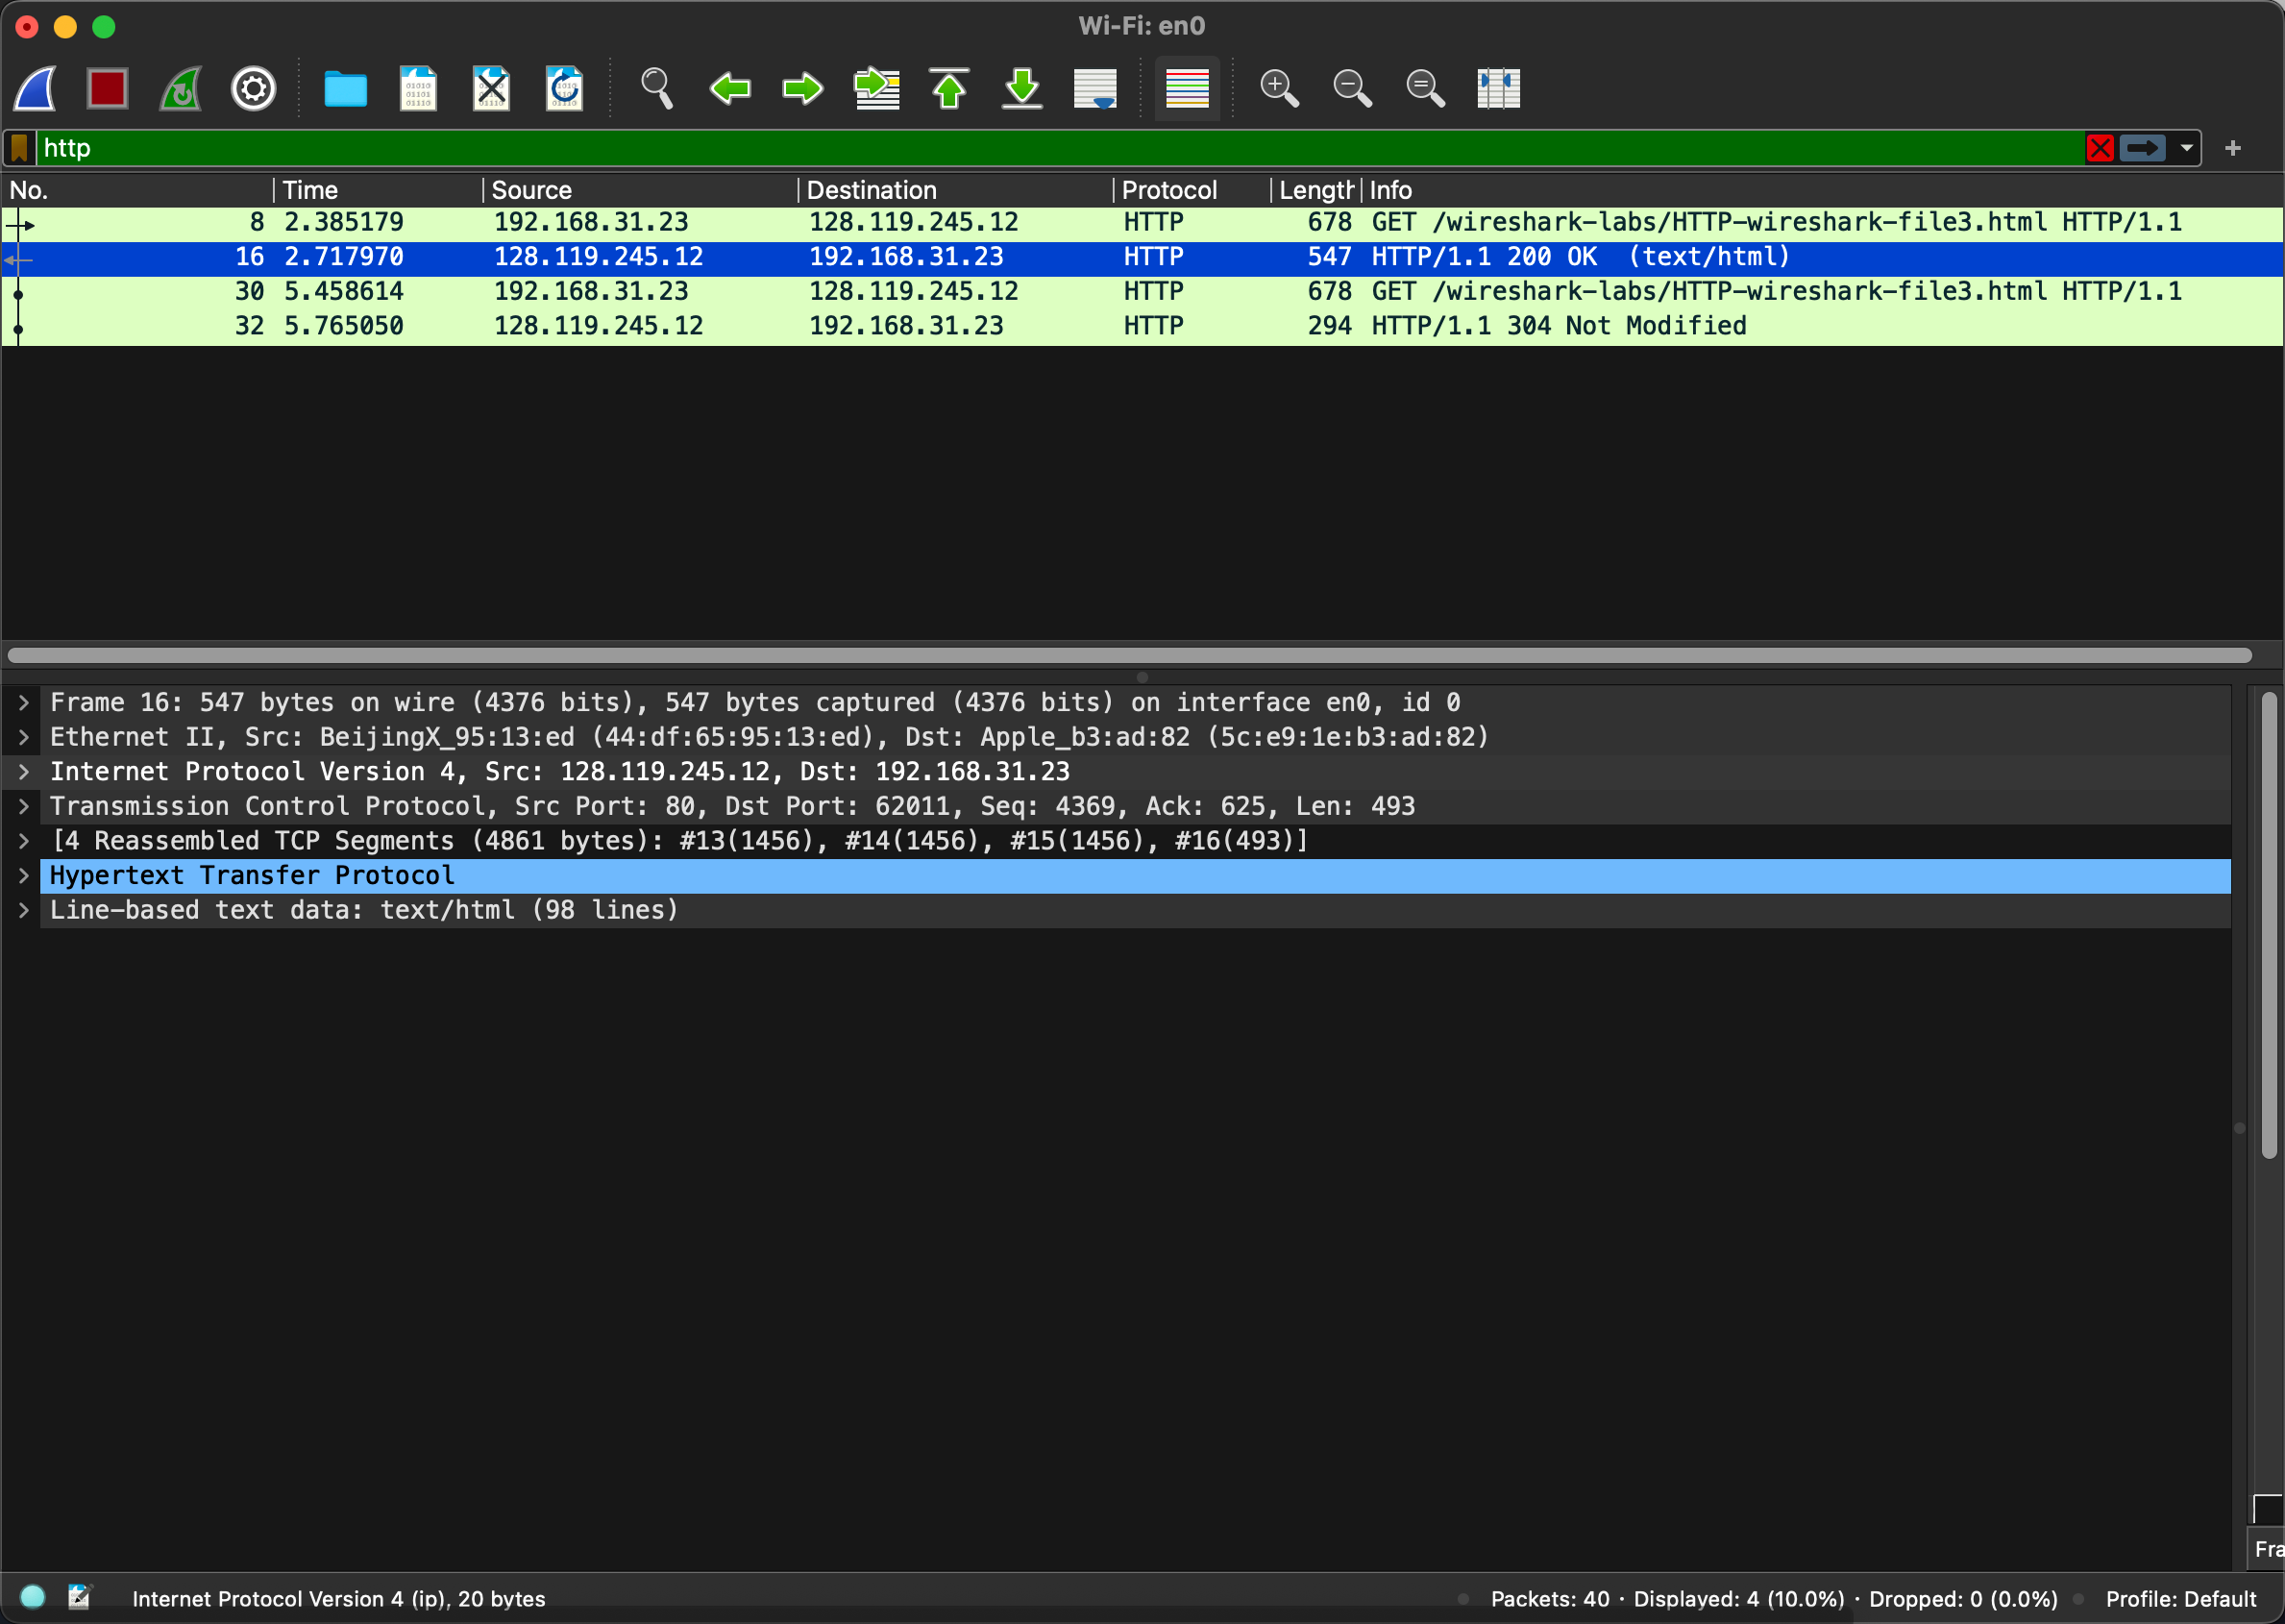 Wi-Fi: en0
http
No. Time Source Destination Protocol Length Info
8 2.385179 192.168.31.23 128.119.245.12 HTTP 678 GET /wireshark-labs/HTTP-wireshark-file3.html HTTP/1.1
16 2.717970 128.119.245.12 192.168.31.23 HTTP 547 HTTP/1.1 200 OK (text/html)
30 5.458614 192.168.31.23 128.119.245.12 HTTP 678 GET /wireshark-labs/HTTP-wireshark-file3.html HTTP/1.1
32 5.765050 128.119.245.12 192.168.31.23 HTTP 294 HTTP/1.1 304 Not Modified
Frame 16: 547 bytes on wire (4376 bits), 547 bytes captured (4376 bits) on interface en0, id 0
Ethernet II, Src: BeijingX_95:13:ed (44:df:65:95:13:ed), Dst: Apple_b3:ad:82 (5c:e9:1e:b3:ad:82)
Internet Protocol Version 4, Src: 128.119.245.12, Dst: 192.168.31.23
Transmission Control Protocol, Src Port: 80, Dst Port: 62011, Seq: 4369, Ack: 625, Len: 493
[4 Reassembled TCP Segments (4861 bytes): #13(1456), #14(1456), #15(1456), #16(493)]
Hypertext Transfer Protocol
Line-based text data: text/html (98 lines)
Fra
Internet Protocol Version 4 (ip), 20 bytes Packets: 40 · Displayed: 4 (10.0%) · Dropped: 0 (0.0%) Profile: Default